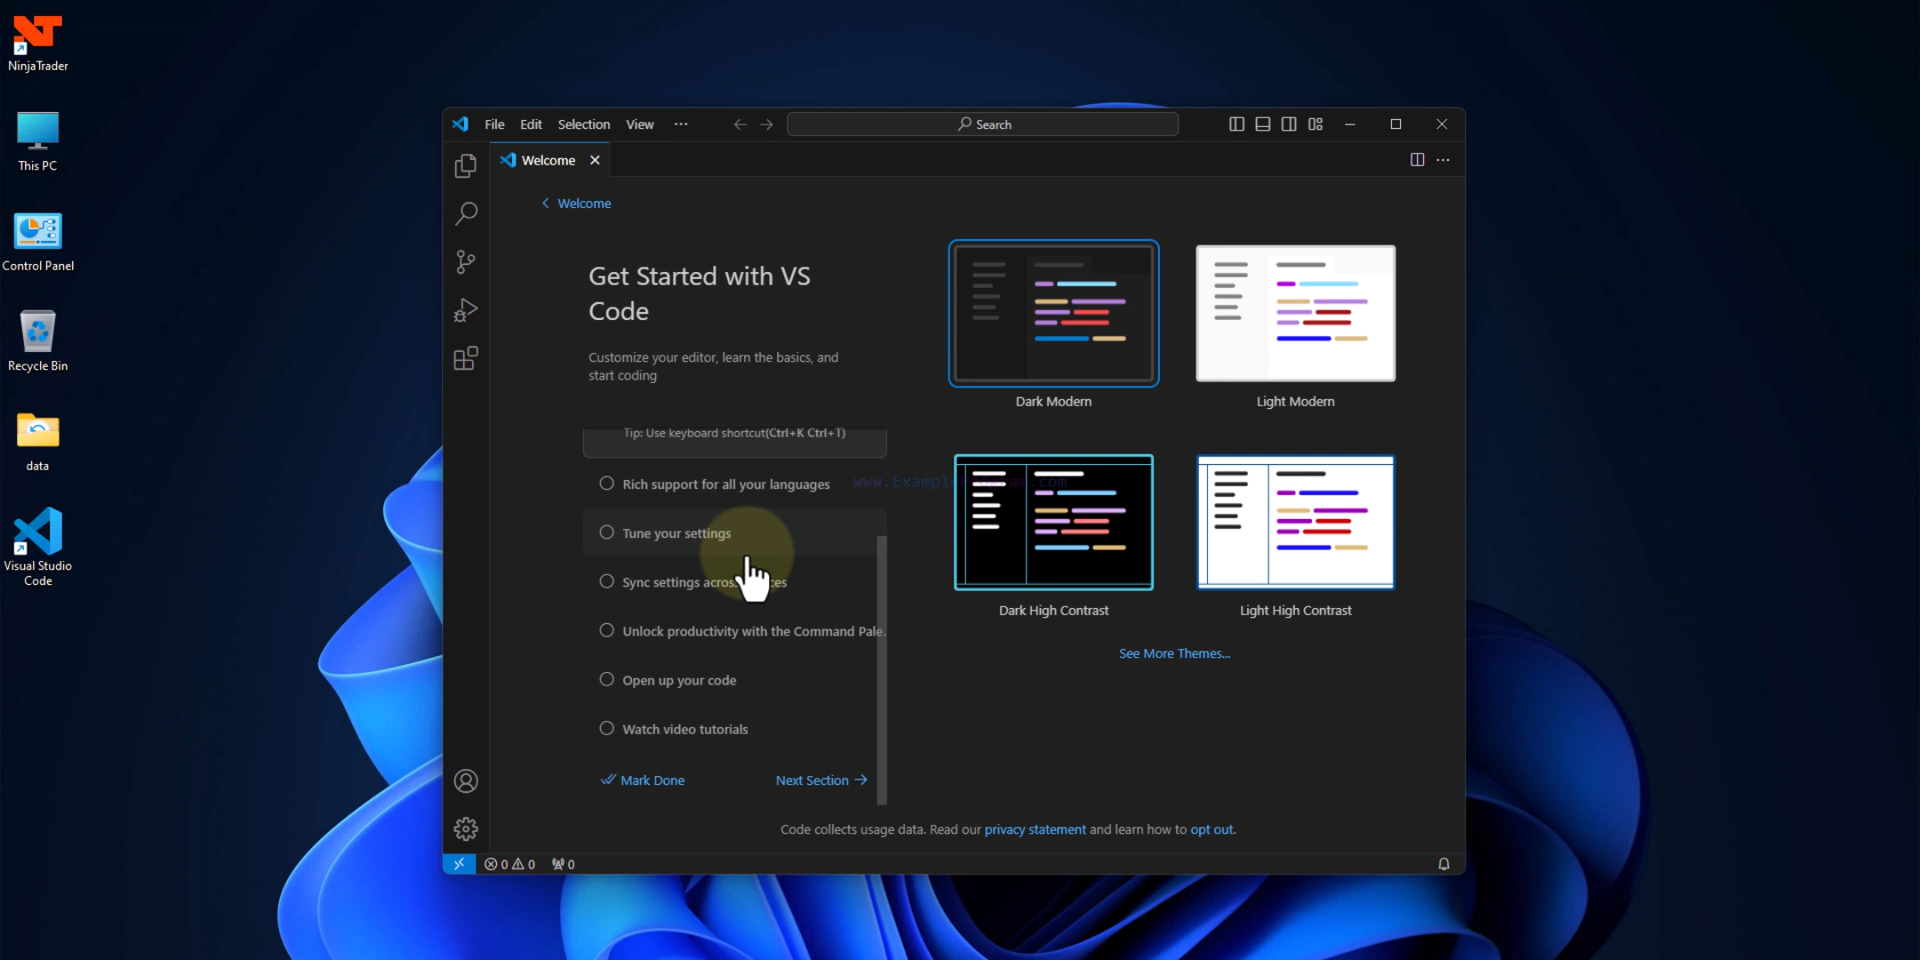 NinjaTrader
This PC
Control Panel
Recycle Bin
data
Visual Studio
Code
File Edit Selection View ···
Search
Welcome
Welcome
Get Started with VS
Code
Customize your editor, learn the basics, and
start coding
Tip: Use keyboard shortcut(Ctrl+K Ctrl+T)
Rich support for all your languages
Tune your settings
Sync settings across
Unlock productivity with the Command Pale.
Open up your code
Watch video tutorials
Mark Done
Next Section
Dark Modern
Light Modern
Dark High Contrast
Light High Contrast
See More Themes...
Code collects usage data. Read our privacy statement and learn how to opt out.
0 0 0